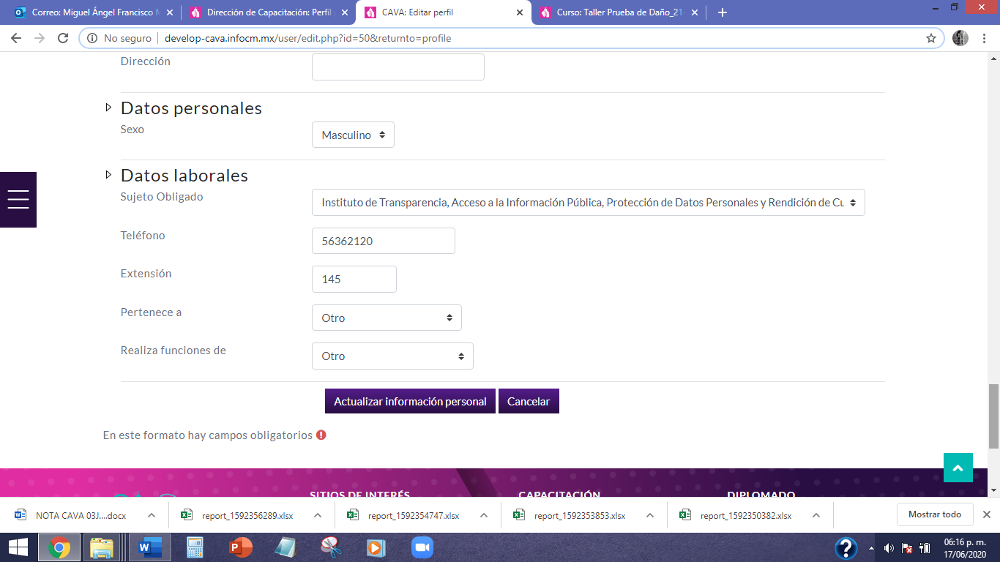 Correo: Miguel Ángel Francisco
Dirección de Capacitación: Perfil
CAVA: Editar perfil
Curso: Taller Prueba de Daño_21
No seguro
develop-cava.infocm.mx/user/edit.php?id=50&returnto=profile
Dirección
Datos personales
Sexo
Masculino
Datos laborales
Sujeto Obligado
Instituto de Transparencia, Acceso a la Información Pública, Protección de Datos Personales y Rendición de Cu
Teléfono
56362120
Extensión
145
Pertenece a
Otro
Realiza funciones de
Otro
Actualizar información personal
Cancelar
En este formato hay campos obligatorios
SITIOS DE INTERÉS
CAPACITACIÓN
DIPLOMADO
NOTA CAVA 03J....docx
report_1592356289.xlsx
report_1592354747.xlsx
report_1592353853.xlsx
report_1592350382.xlsx
Mostrar todo
06:16 p. m.
17/06/2020